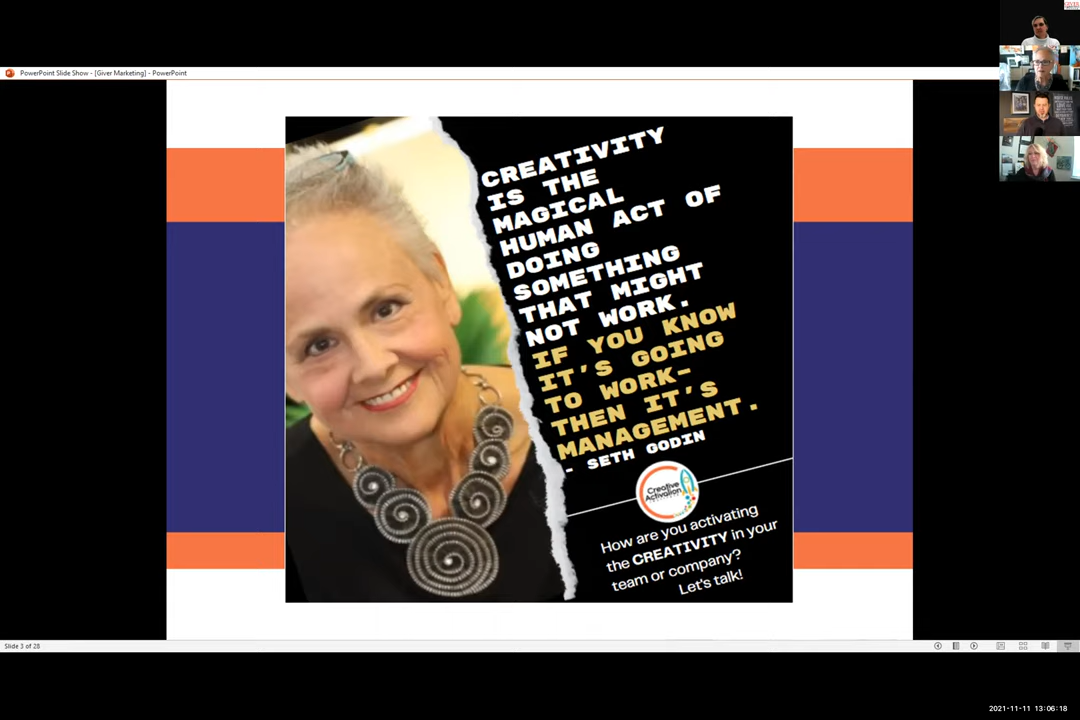 PowerPoint Slide Show - [Giver Marketing] - PowerPoint
CREATIVITY
IS THE
MAGICAL
HUMAN ACT OF
DOING
SOMETHING
THAT MIGHT
NOT WORK.
IF YOU KNOW
IT'S GOING
TO WORK-
THEN IT'S
MANAGEMENT.
- SETH GODIN
Creative
Activation
How are you activating
the CREATIVITY in your
team or company?
Let's talk!
Slide 3 of 28
2021-11-11 13:06:18